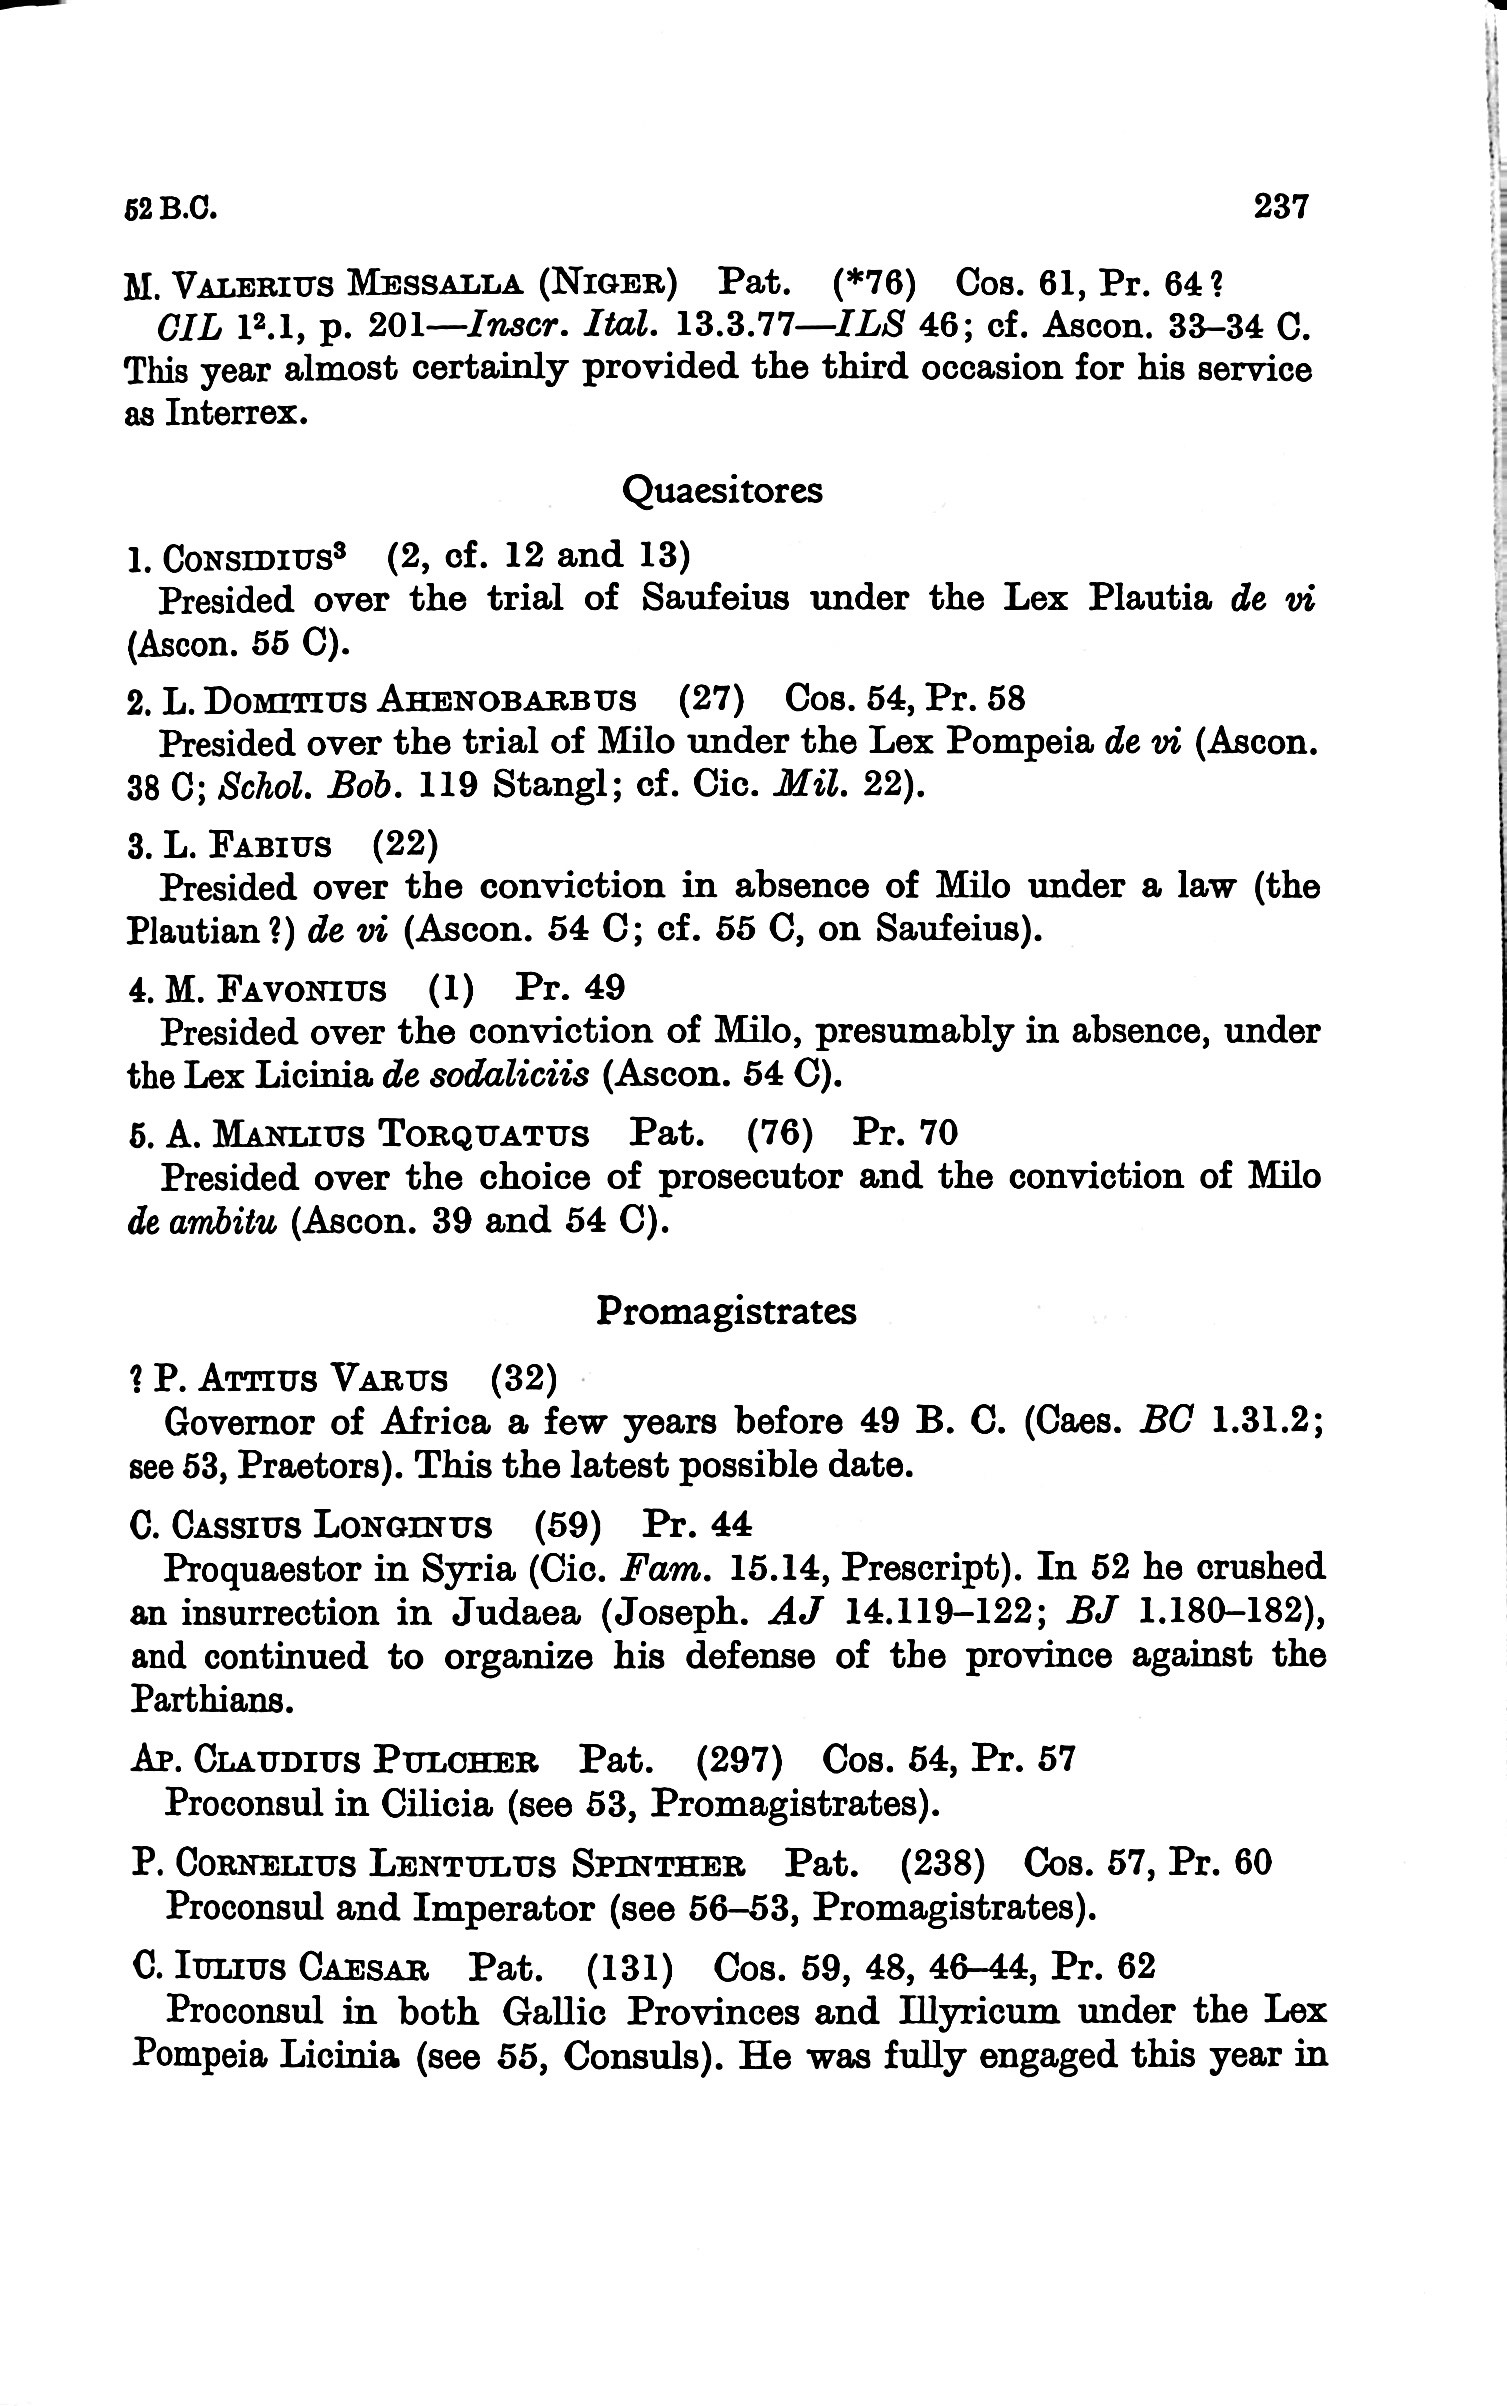 52 B.C. 237
M. VALERIUS MESSALLA (NIGER) Pat. (*76) Cos. 61, Pr. 64?
CIL 1².1, p. 201—Inscr. Ital. 13.3.77—ILS 46; cf. Ascon. 33–34 C.
This year almost certainly provided the third occasion for his service
as Interrex.
Quaesitores
1. CONSIDIUS³ (2, cf. 12 and 13)
Presided over the trial of Saufeius under the Lex Plautia de vi
(Ascon. 55 C).
2. L. DOMITIUS AHENOBARBUS (27) Cos. 54, Pr. 58
Presided over the trial of Milo under the Lex Pompeia de vi (Ascon.
38 C; Schol. Bob. 119 Stangl; cf. Cic. Mil. 22).
3. L. FABIUS (22)
Presided over the conviction in absence of Milo under a law (the
Plautian?) de vi (Ascon. 54 C; cf. 55 C, on Saufeius).
4. M. FAVONIUS (1) Pr. 49
Presided over the conviction of Milo, presumably in absence, under
the Lex Licinia de sodaliciis (Ascon. 54 C).
5. A. MANLIUS TORQUATUS Pat. (76) Pr. 70
Presided over the choice of prosecutor and the conviction of Milo
de ambitu (Ascon. 39 and 54 C).
Promagistrates
? P. ATTIUS VARUS (32)
Governor of Africa a few years before 49 B. C. (Caes. BC 1.31.2;
see 53, Praetors). This the latest possible date.
C. CASSIUS LONGINUS (59) Pr. 44
Proquaestor in Syria (Cic. Fam. 15.14, Prescript). In 52 he crushed
an insurrection in Judaea (Joseph. AJ 14.119–122; BJ 1.180–182),
and continued to organize his defense of the province against the
Parthians.
AP. CLAUDIUS PULCHER Pat. (297) Cos. 54, Pr. 57
Proconsul in Cilicia (see 53, Promagistrates).
P. CORNELIUS LENTULUS SPINTHER Pat. (238) Cos. 57, Pr. 60
Proconsul and Imperator (see 56–53, Promagistrates).
C. IULIUS CAESAR Pat. (131) Cos. 59, 48, 46–44, Pr. 62
Proconsul in both Gallic Provinces and Illyricum under the Lex
Pompeia Licinia (see 55, Consuls). He was fully engaged this year in